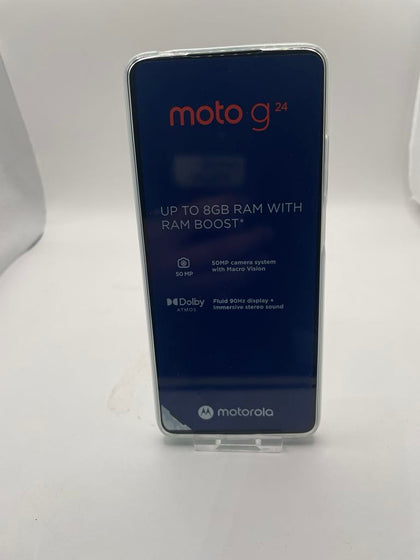 moto g 24
UP TO 8GB RAM WITH
RAM BOOST*
50MP camera system
with Macro Vision
50 MP
Dolby
ATMOS
Fluid 90Hz display +
immersive stereo sound
motorola